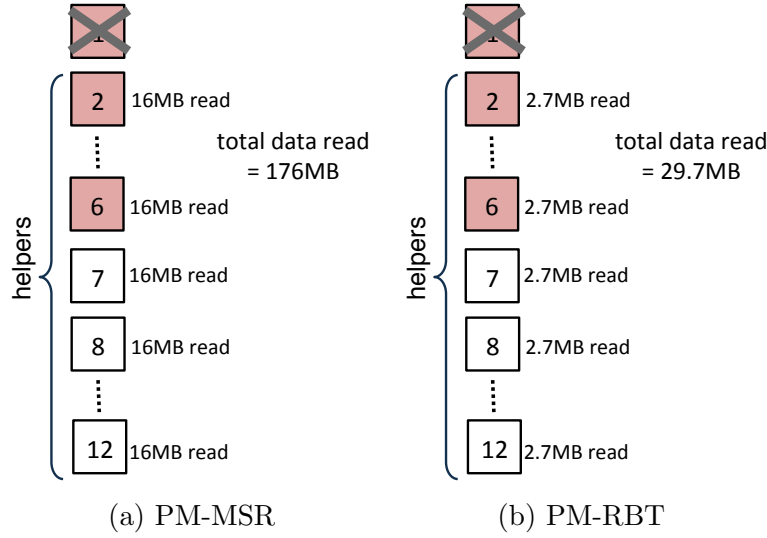 1
2
16MB read
total data read
= 176MB
6
16MB read
7
16MB read
8
16MB read
12
16MB read
helpers
(a) PM-MSR
1
2
2.7MB read
total data read
= 29.7MB
6
2.7MB read
7
2.7MB read
8
2.7MB read
12
2.7MB read
helpers
(b) PM-RBT